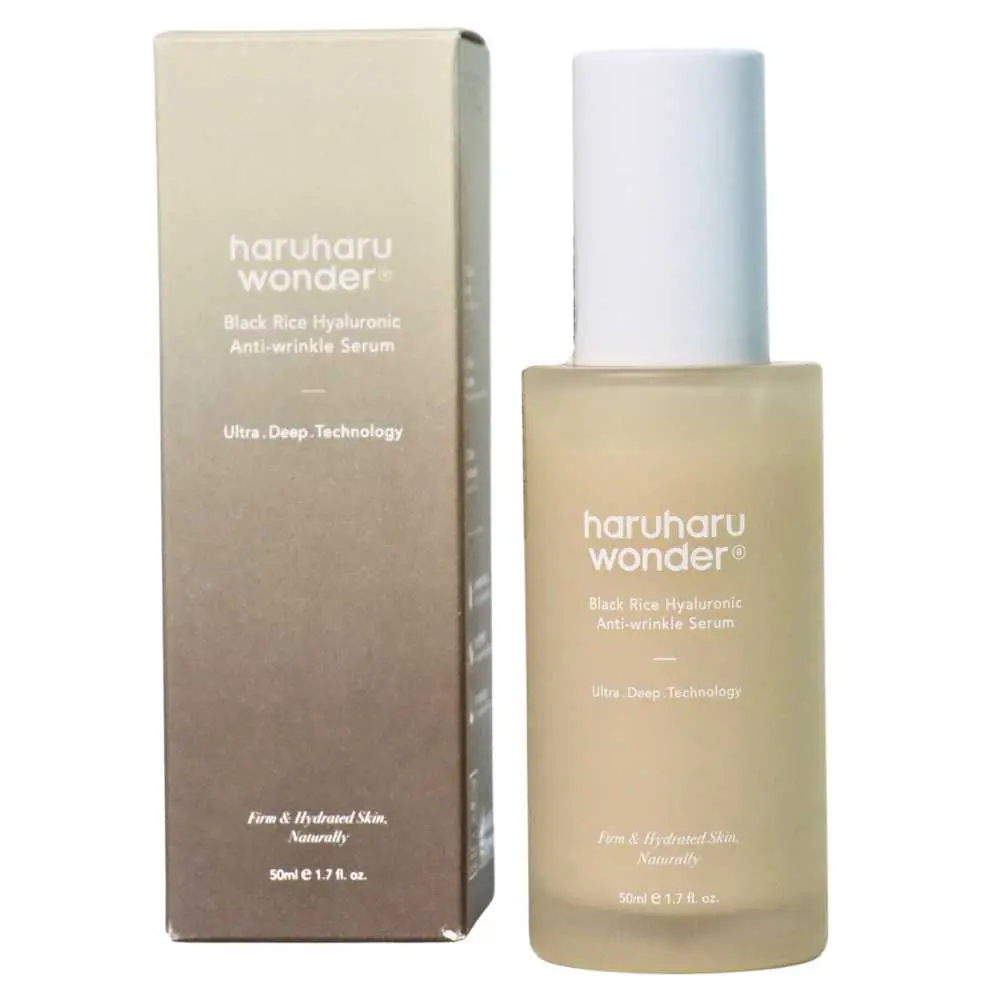 haruharu
wonder®
Black Rice Hyaluronic
Anti-wrinkle Serum
Ultra.Deep.Technology
Firm & Hydrated Skin,
Naturally
50ml ℮ 1.7 fl. oz.
haruharu
wonder®
Black Rice Hyaluronic
Anti-wrinkle Serum
Ultra.Deep.Technology
Firm & Hydrated Skin,
Naturally
50ml ℮ 1.7 fl. oz.